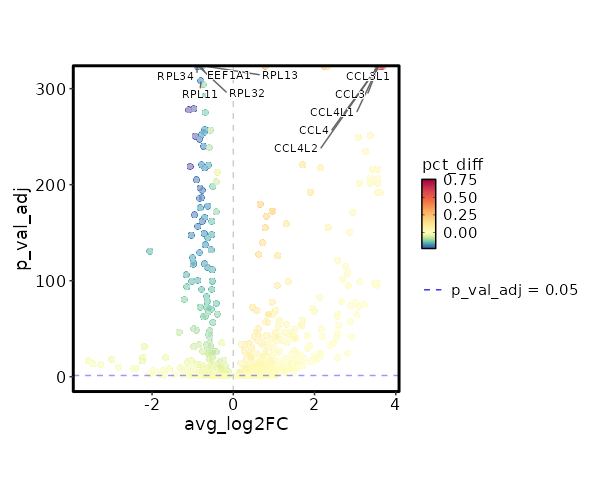 RPL34
EEF1A1
RPL13
RPL11
RPL32
CCL3L1
CCL3
CCL4L1
CCL4
CCL4L2
300
200
100
0
p_val_adj
-2
0
2
4
avg_log2FC
pct_diff
0.75
0.50
0.25
0.00
p_val_adj = 0.05